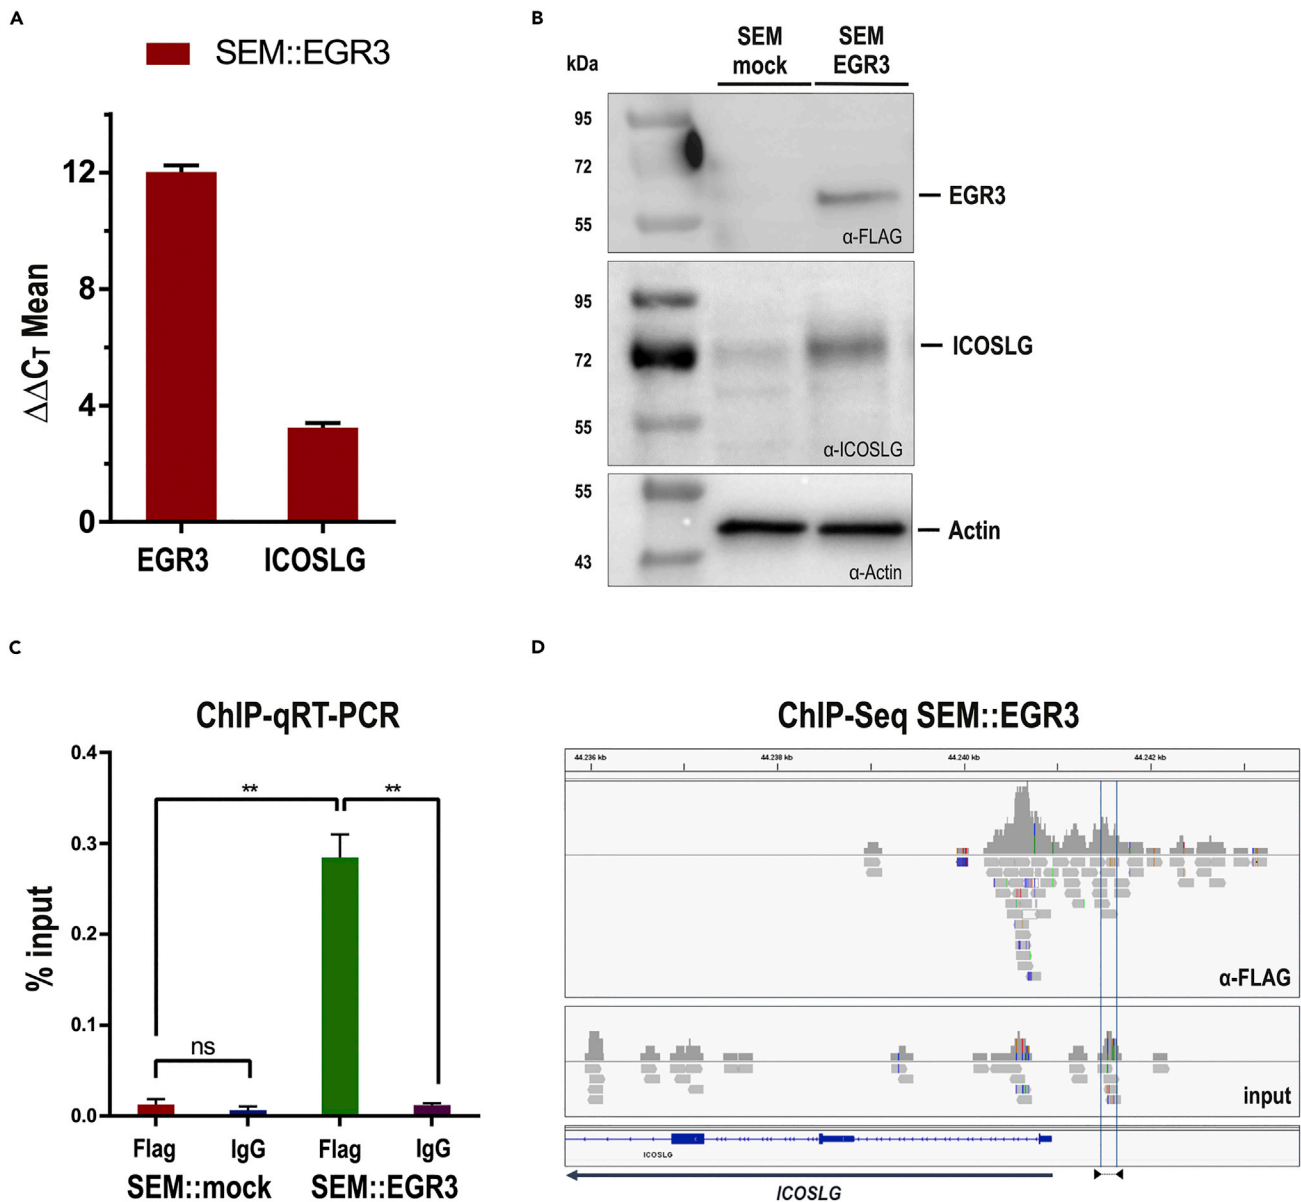 A
SEM::EGR3
ΔΔCT Mean
12
8
4
0
EGR3 ICOSLG
B
kDa
SEM mock
SEM EGR3
95
72
55
EGR3
α-FLAG
95
72
55
ICOSLG
α-ICOSLG
55
43
Actin
α-Actin
C
ChIP-qRT-PCR
% input
0.4
0.3
0.2
0.1
0.0
** **
ns
Flag IgG Flag IgG
SEM::mock SEM::EGR3
D
ChIP-Seq SEM::EGR3
44.236 kb 44.238 kb 44.240 kb 44.242 kb
α-FLAG
input
ICOSLG
ICOSLG